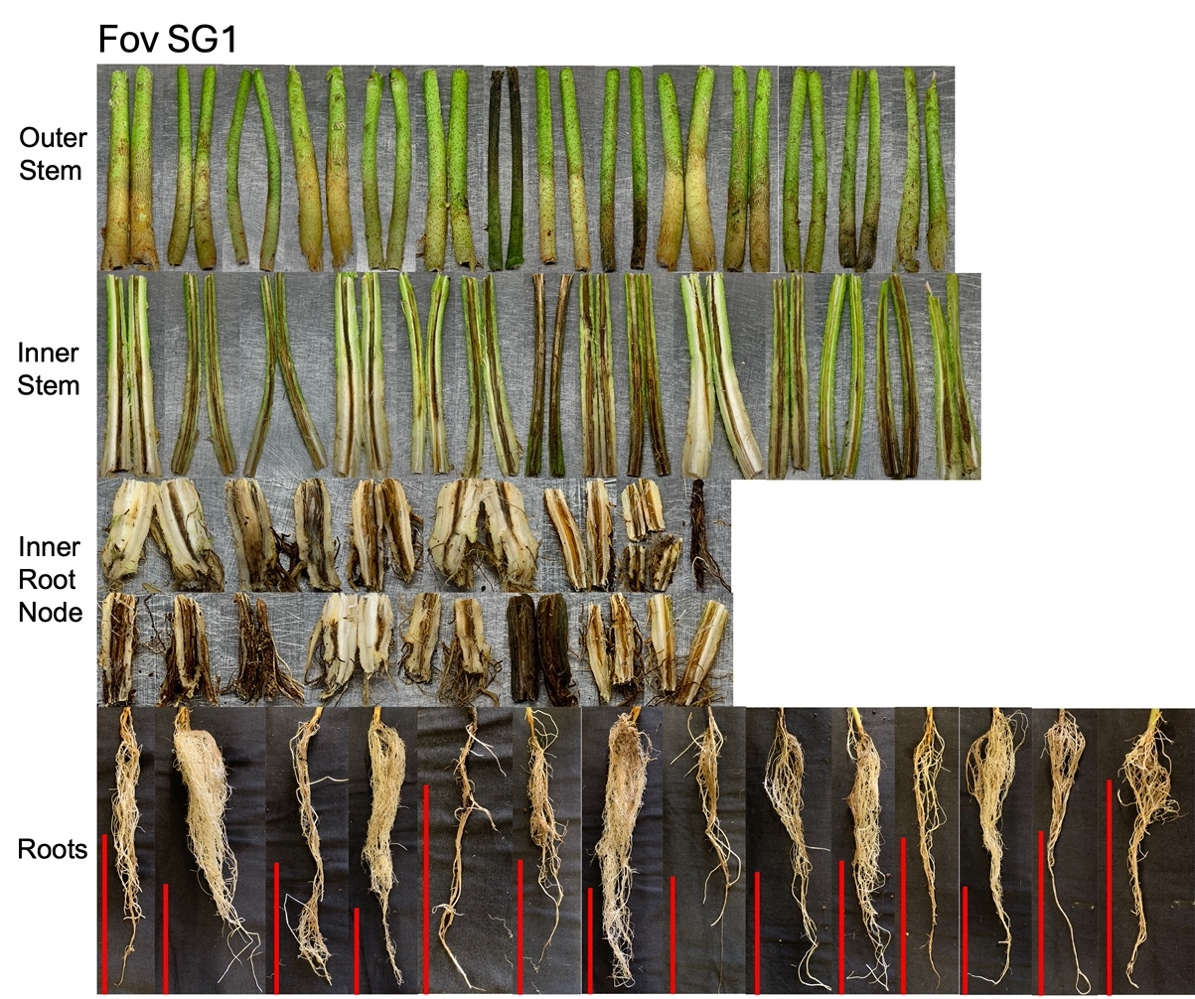 Fov SG1
Outer
Stem
Inner
Stem
Inner
Root
Node
Roots